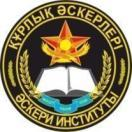 ҚҰРЛЫҚ ӘСКЕРЛЕРІ
ӘСКЕРИ ИНСТИТУТЫ